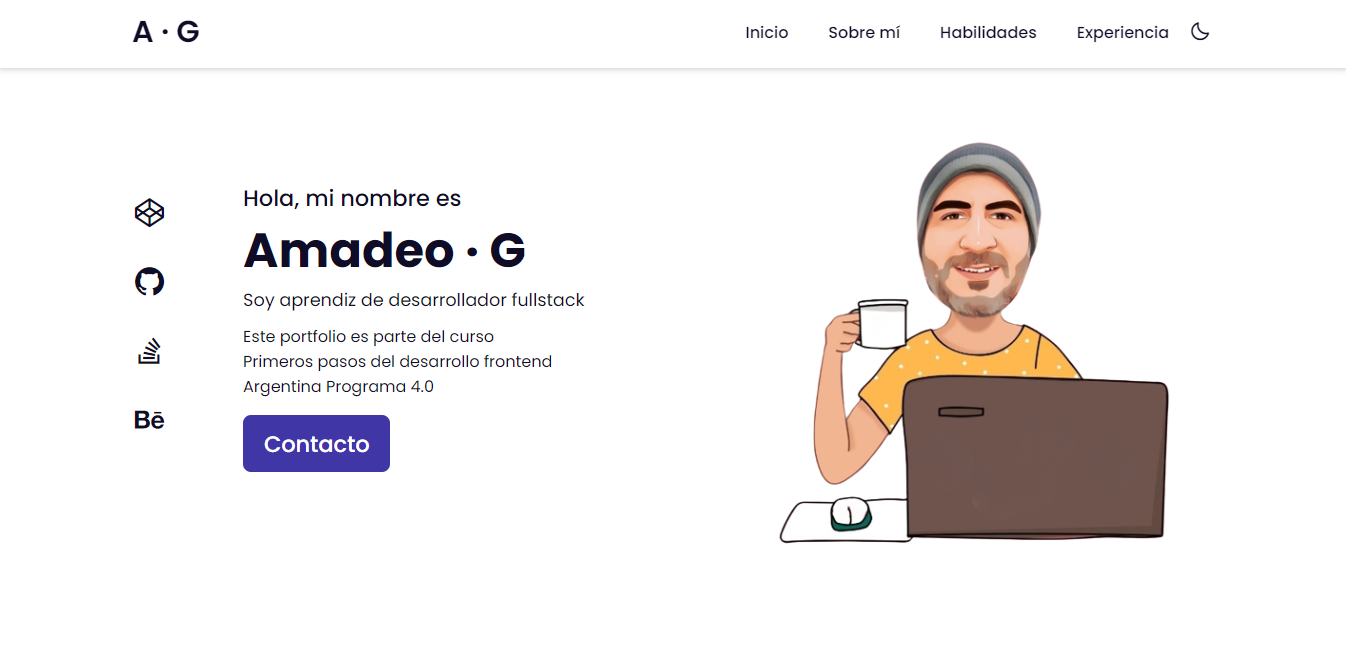 A · G
Inicio
Sobre mí
Habilidades
Experiencia
Hola, mi nombre es
Amadeo · G
Soy aprendiz de desarrollador fullstack
Este portfolio es parte del curso
Primeros pasos del desarrollo frontend
Argentina Programa 4.0
Contacto
Bē